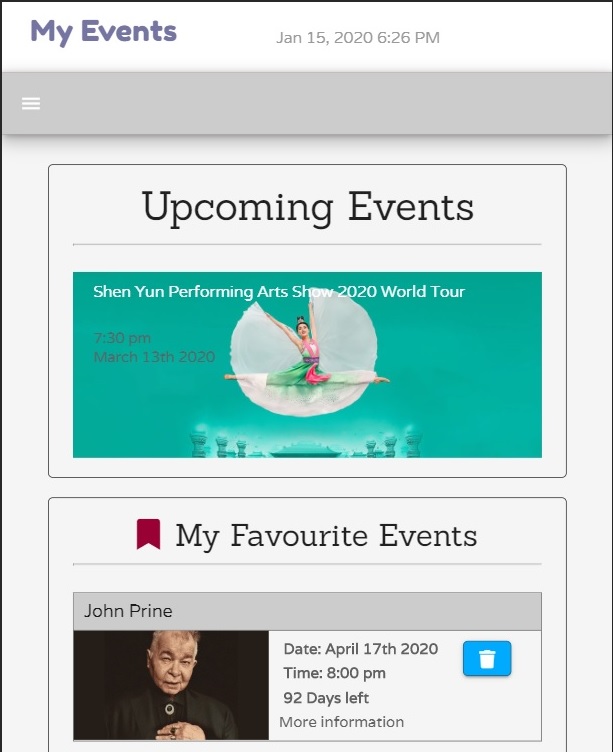 My Events
Jan 15, 2020 6:26 PM
Upcoming Events
Shen Yun Performing Arts Show 2020 World Tour
7:30 pm
March 13th 2020
My Favourite Events
John Prine
Date: April 17th 2020
Time: 8:00 pm
92 Days left
More information